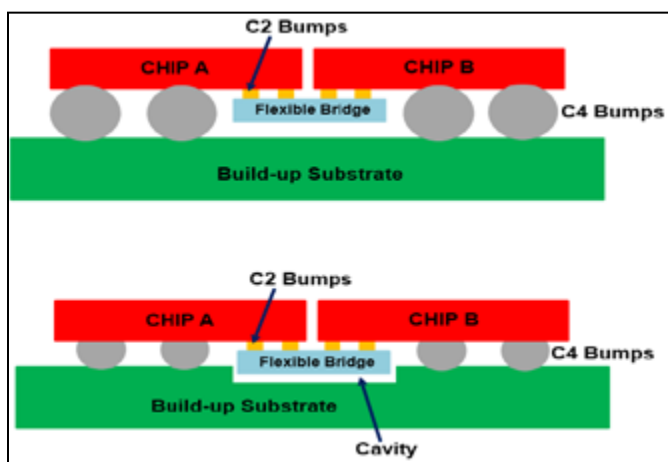 C2 Bumps
CHIP A
CHIP B
Flexible Bridge
C4 Bumps
Build-up Substrate
C2 Bumps
CHIP A
CHIP B
Flexible Bridge
C4 Bumps
Build-up Substrate
Cavity